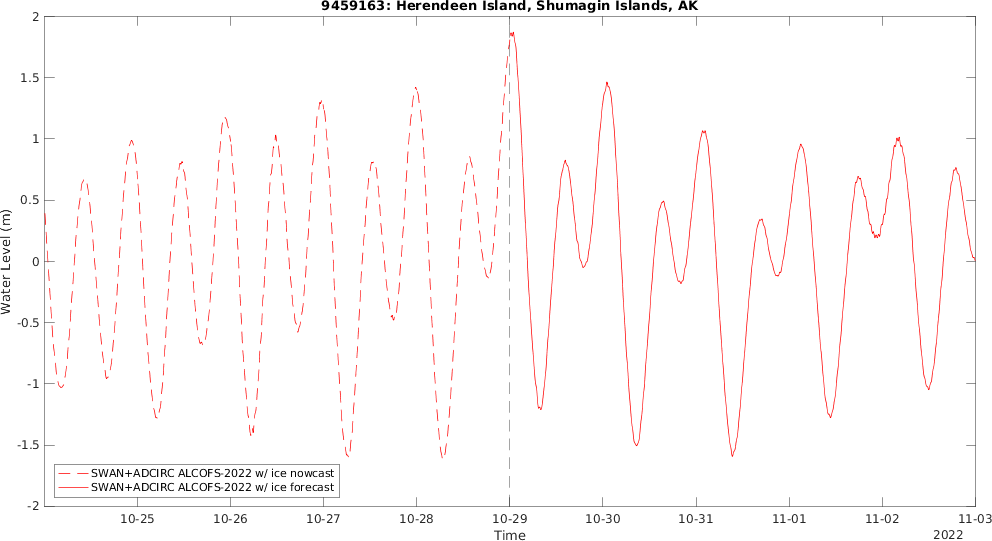 9459163: Herendeen Island, Shumagin Islands, AK
2
1.5
1
0.5
0
-0.5
-1
-1.5
-2
Water Level (m)
SWAN+ADCIRC ALCOFS-2022 w/ ice nowcast
SWAN+ADCIRC ALCOFS-2022 w/ ice forecast
10-25 10-26 10-27 10-28 10-29 10-30 10-31 11-01 11-02 11-03
Time
2022